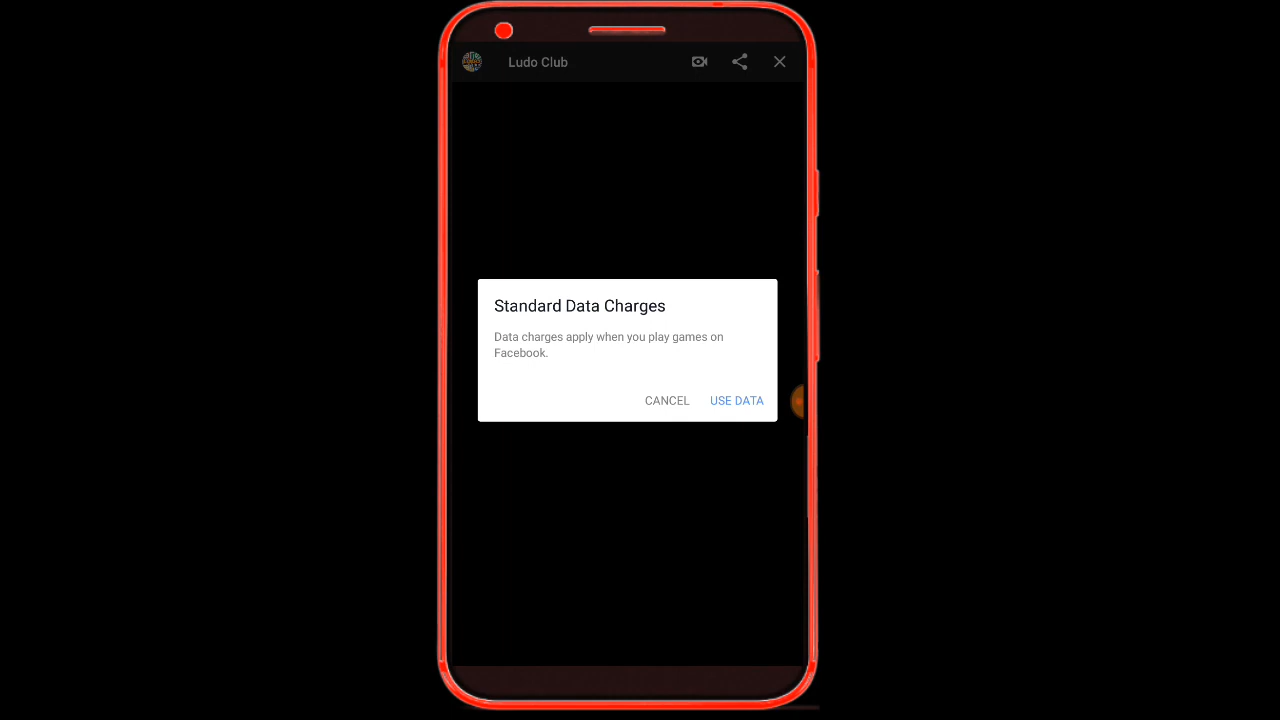 Ludo Club
Standard Data Charges
Data charges apply when you play games on
Facebook.
CANCEL USE DATA